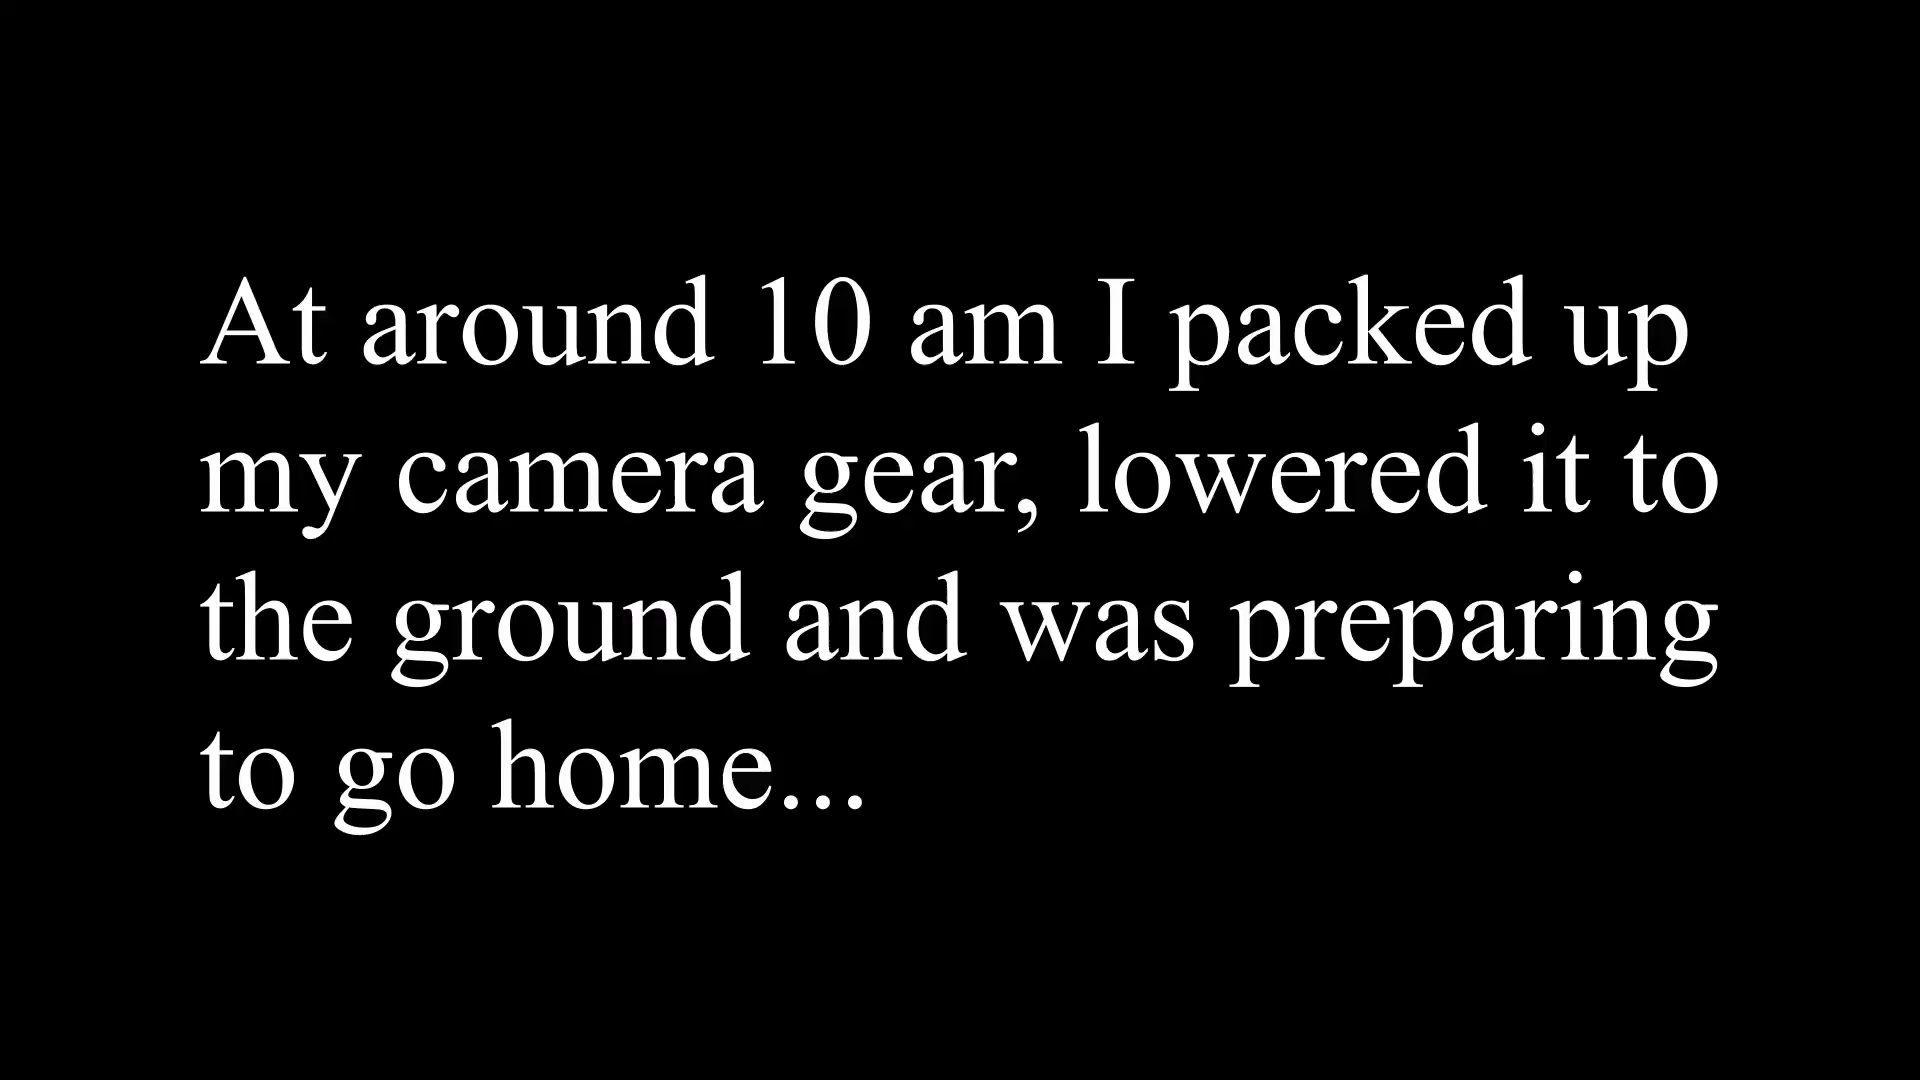 At around 10 am I packed up
my camera gear, lowered it to
the ground and was preparing
to go home...